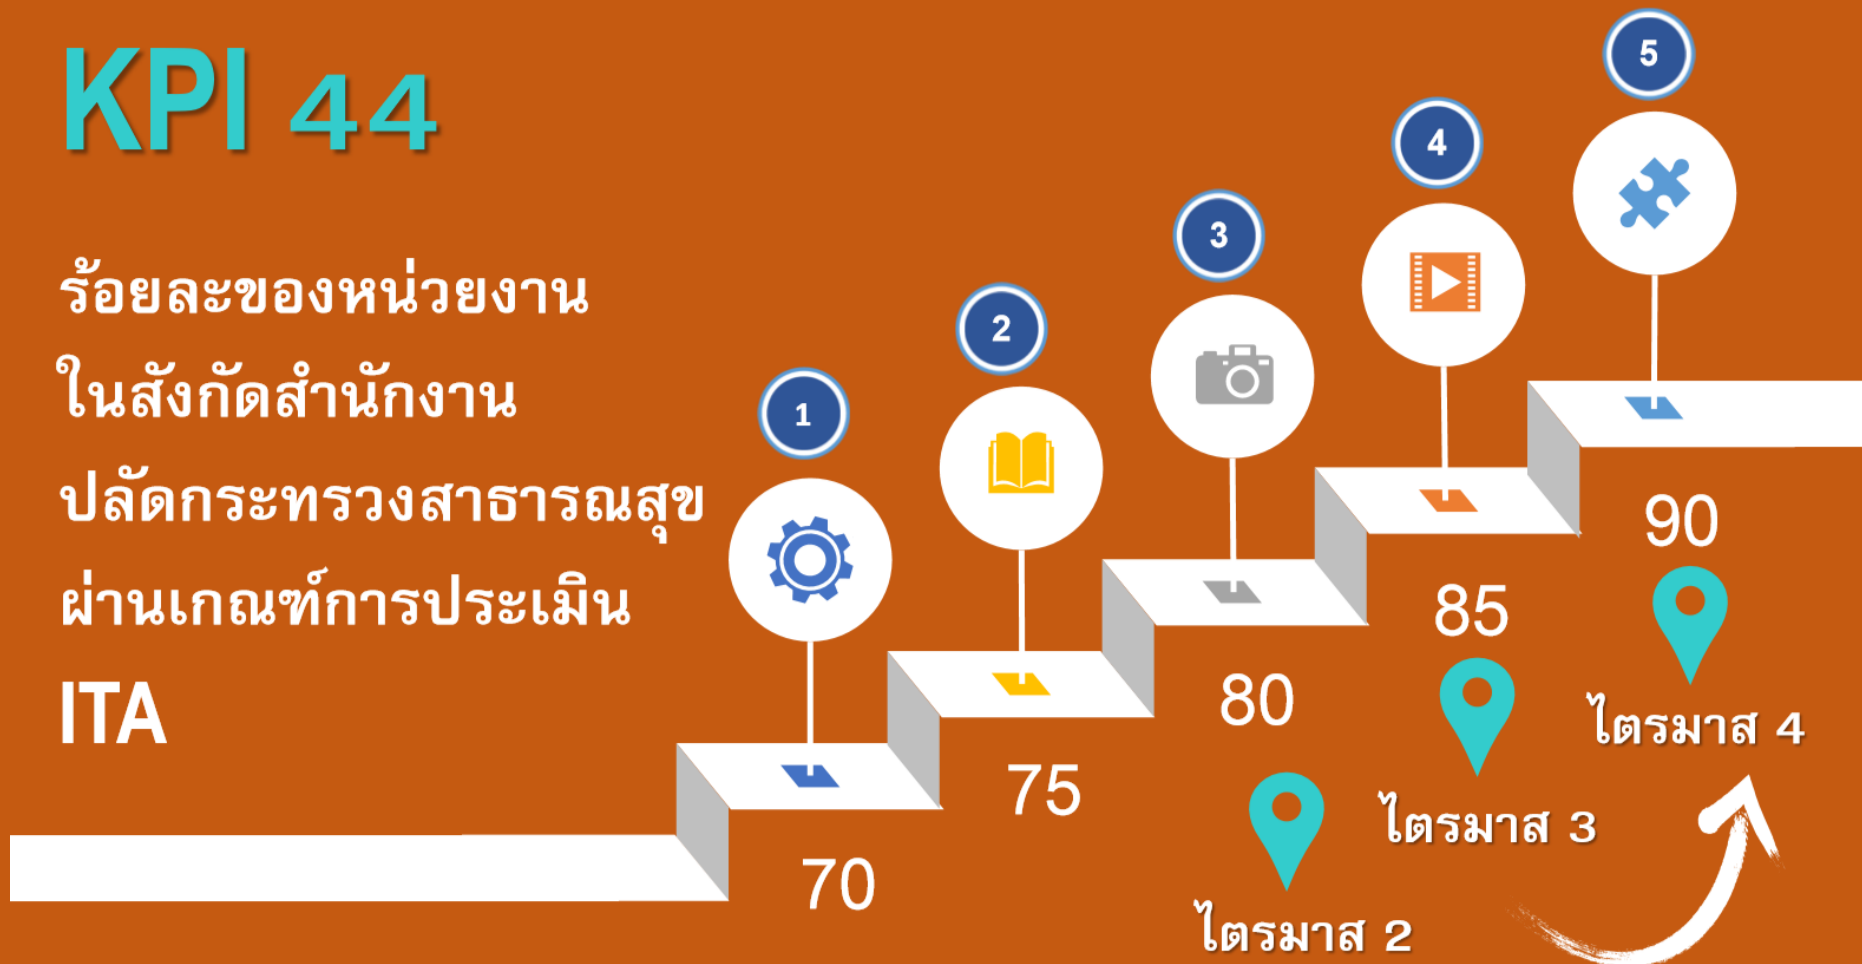 KPI 44
ร้อยละของหน่วยงาน
ในสังกัดสำนักงาน
ปลัดกระทรวงสาธารณสุข
ผ่านเกณฑ์การประเมิน
ITA
1
2
3
4
5
70
75
80
85
90
ไตรมาส 2
ไตรมาส 3
ไตรมาส 4